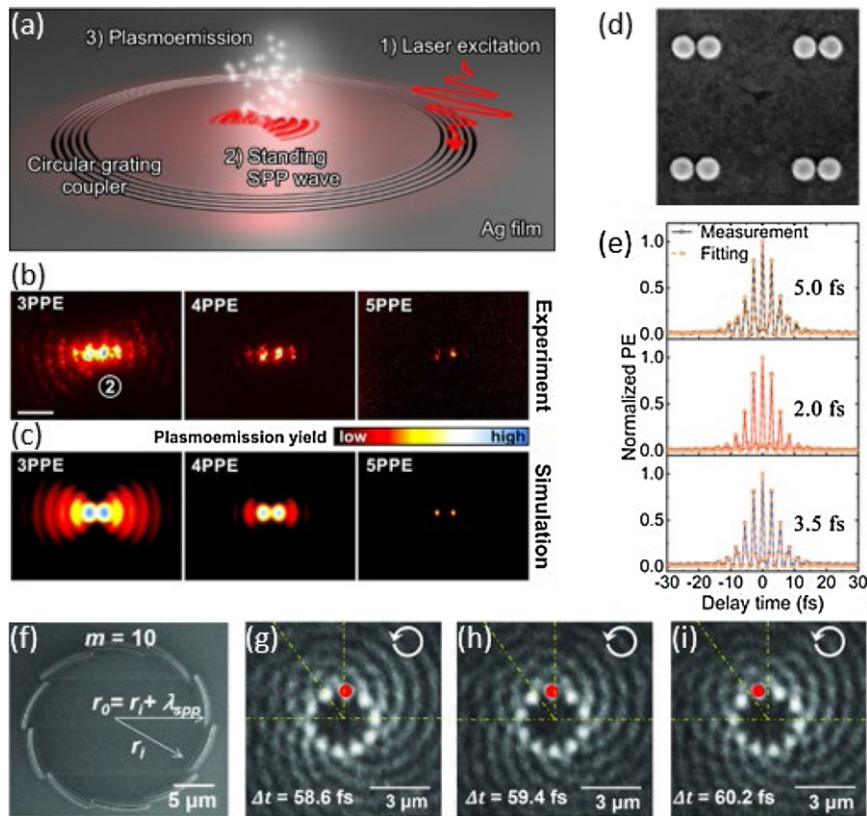 (a)
3) Plasmoemission
1) Laser excitation
2) Standing
SPP wave
Circular grating
coupler
Ag film
(b)
3PPE
4PPE
5PPE
2
Experiment
(c)
Plasmoemission yield
low
high
3PPE
4PPE
5PPE
Simulation
(d)
(e)
Measurement
Fitting
1.0
0.5
0.0
5.0 fs
1.0
0.5
0.0
2.0 fs
1.0
0.5
0.0
3.5 fs
Normalized PE
-30 -20 -10 0 10 20 30
Delay time (fs)
(f)
m = 10
r₀= rᵢ+ λspp
rᵢ
5 μm
(g)
Δt = 58.6 fs
3 μm
(h)
Δt = 59.4 fs
3 μm
(i)
Δt = 60.2 fs
3 μm